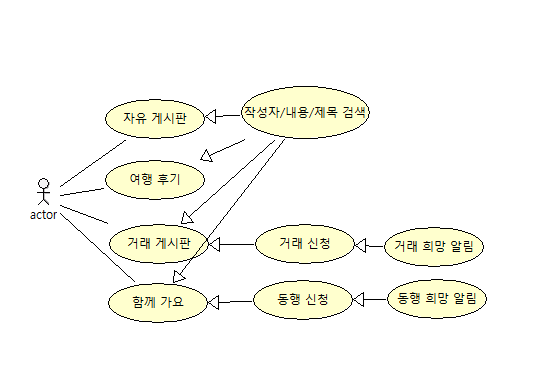 자유 게시판
작성자/내용/제목 검색
여행 후기
actor
거래 게시판
거래 신청
거래 희망 알림
함께 가요
동행 신청
동행 희망 알림